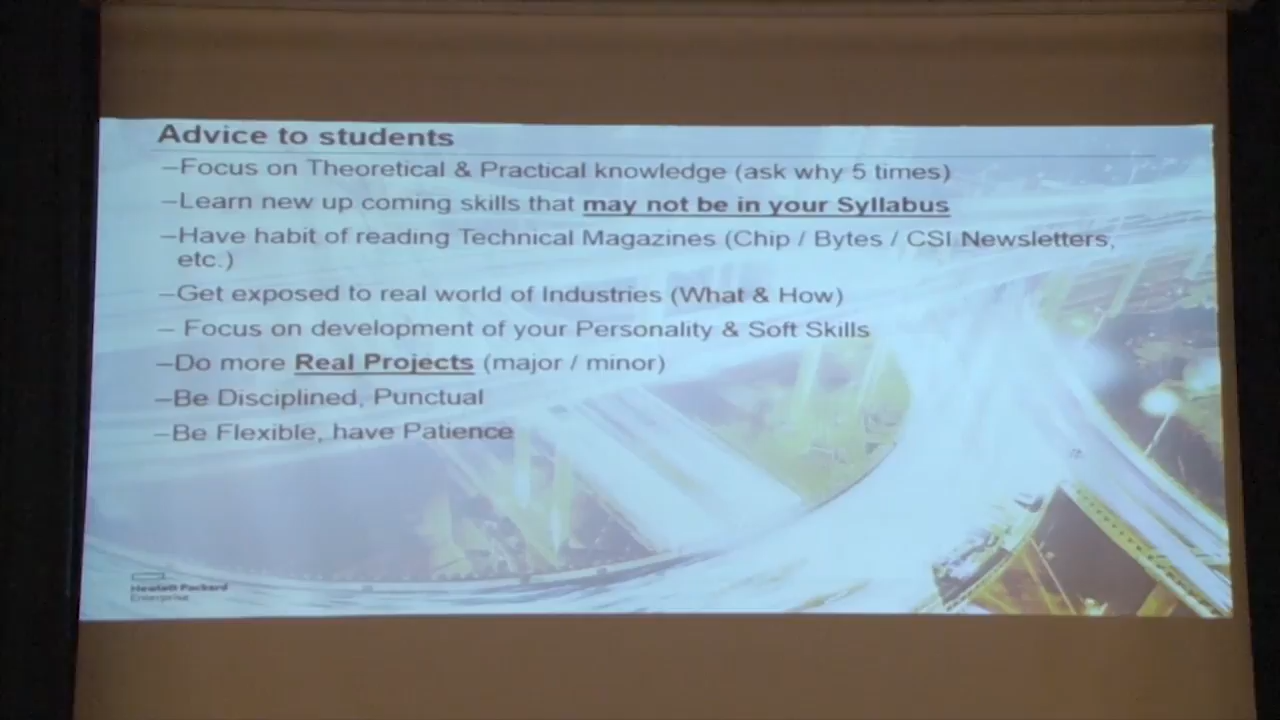 Advice to students
–Focus on Theoretical & Practical knowledge (ask why 5 times)
–Learn new up coming skills that may not be in your Syllabus
–Have habit of reading Technical Magazines (Chip / Bytes / CSI Newsletters,
etc.)
–Get exposed to real world of Industries (What & How)
– Focus on development of your Personality & Soft Skills
–Do more Real Projects (major / minor)
–Be Disciplined, Punctual
–Be Flexible, have Patience
Hewlett Packard
Enterprise